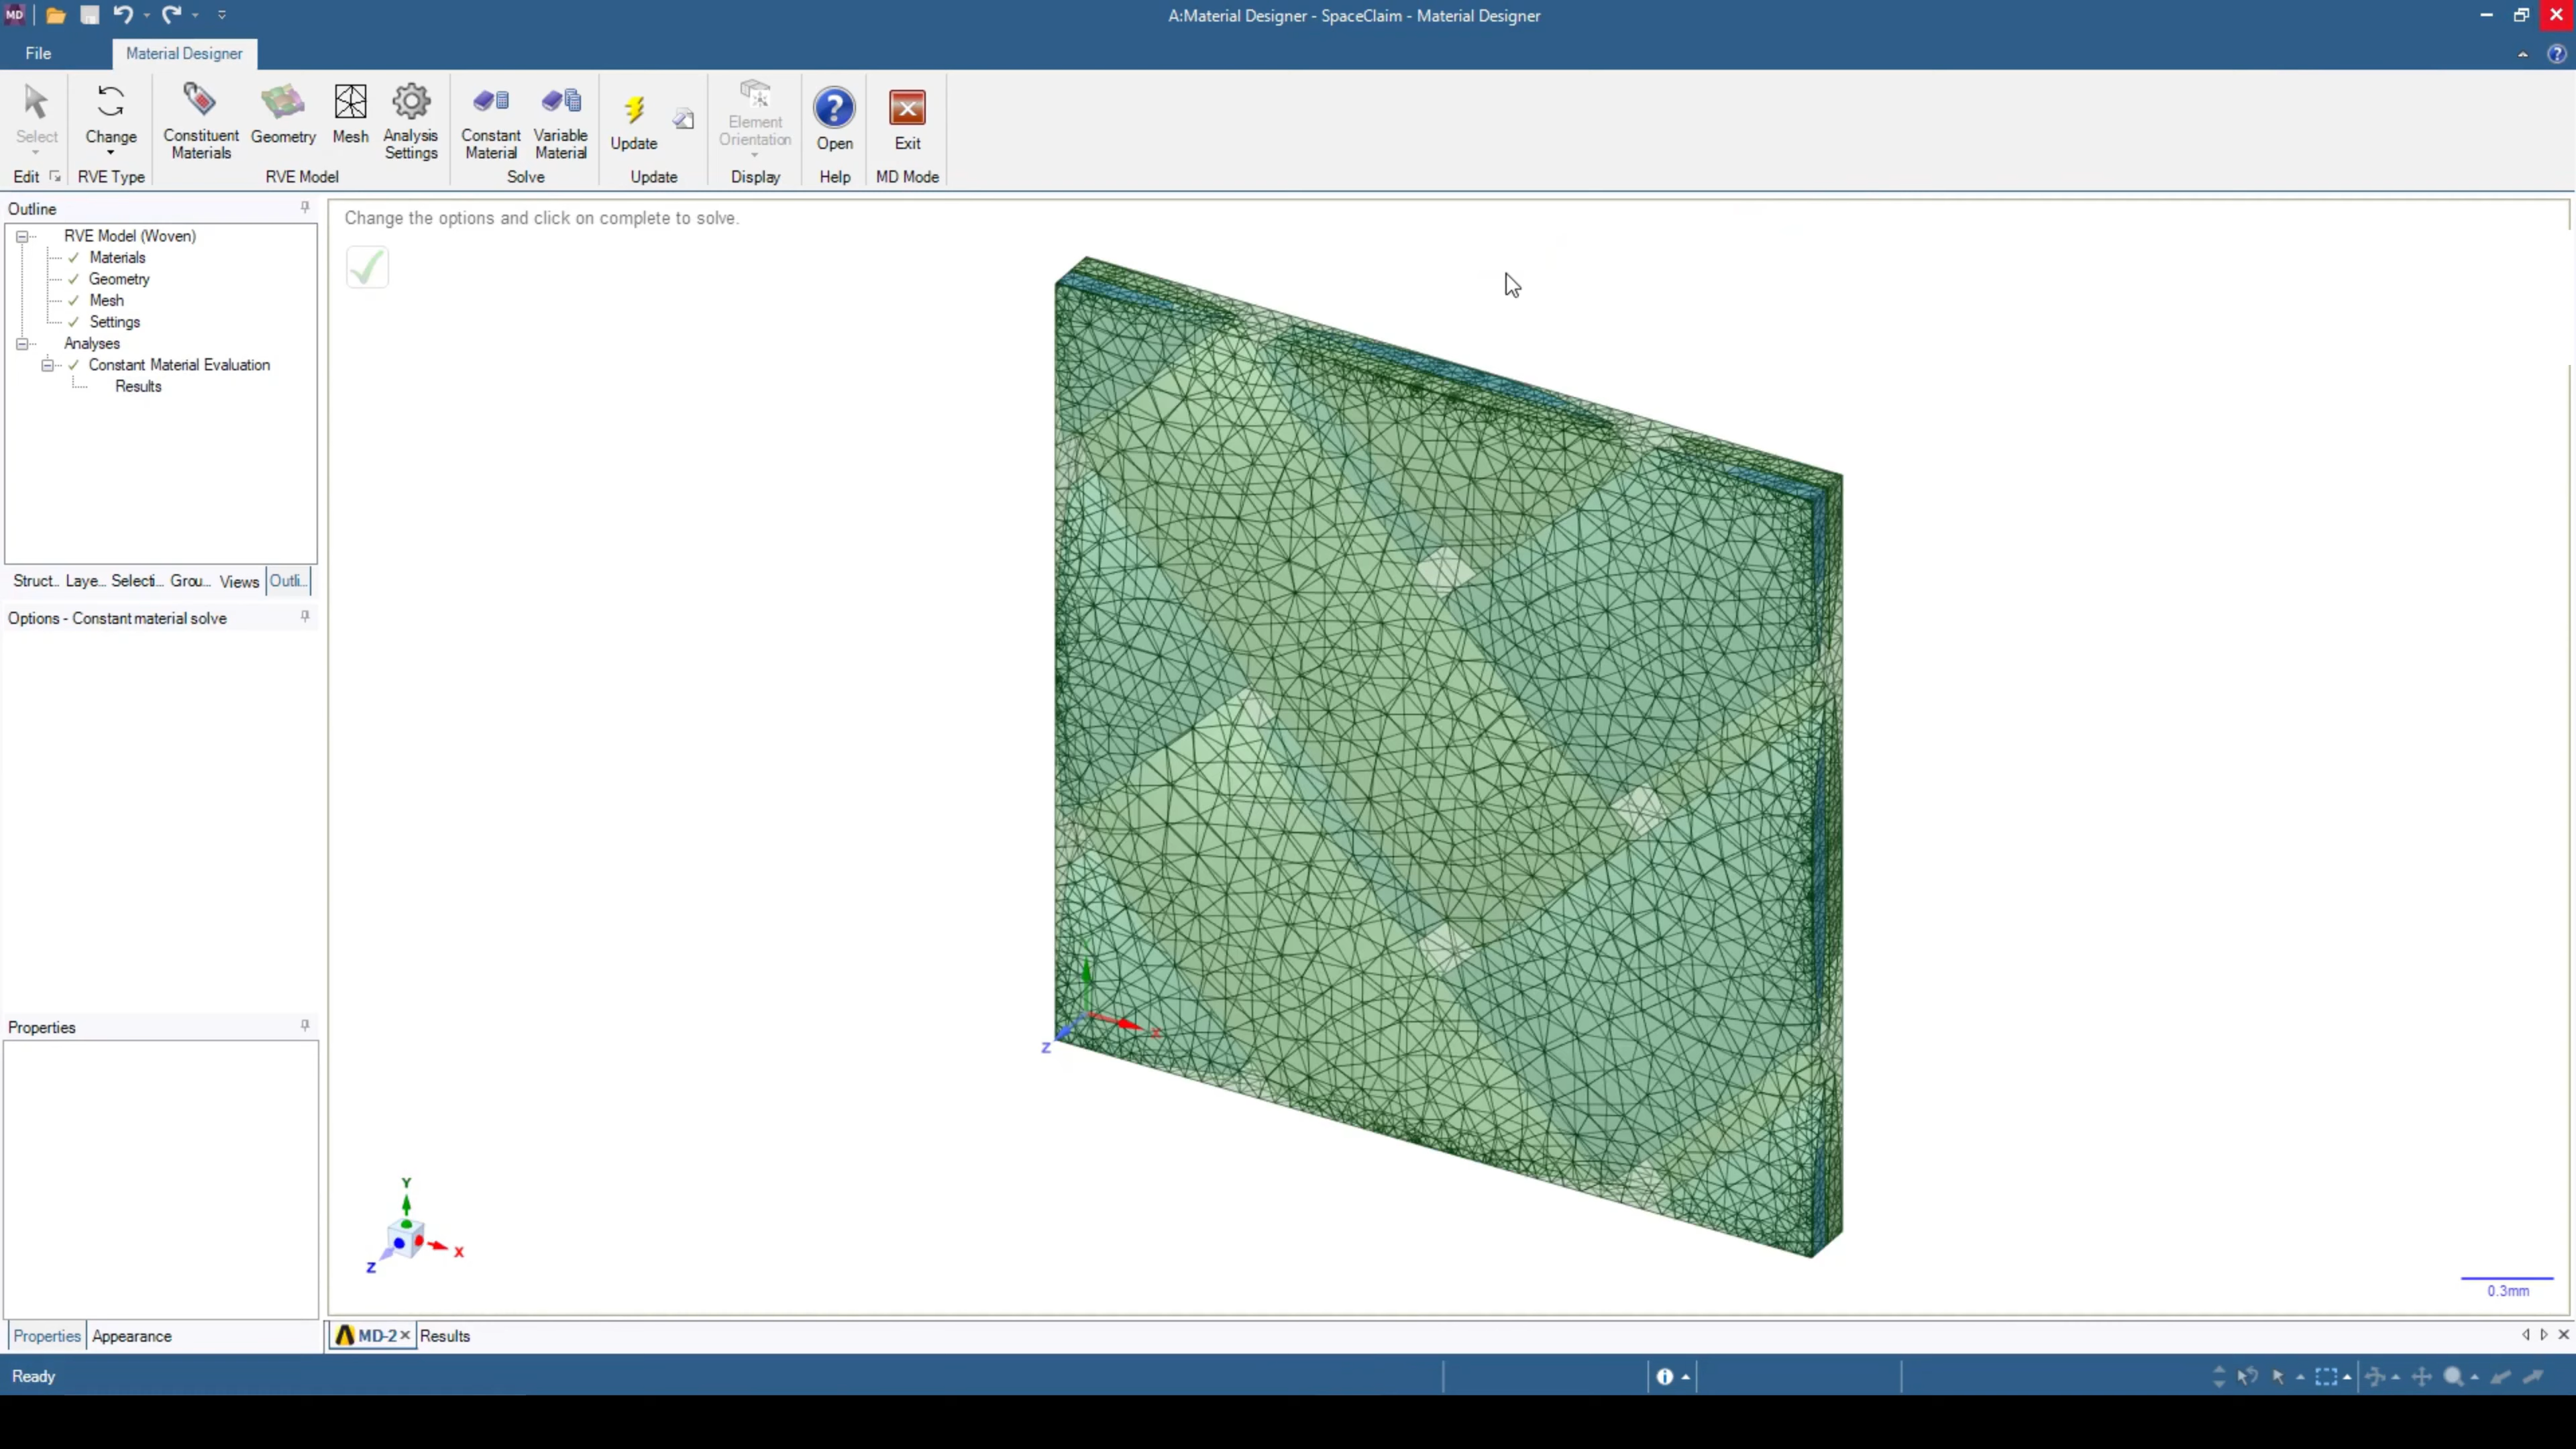 MD
A:Material Designer - SpaceClaim - Material Designer
File
Material Designer
Select
Change
Constituent
Materials
Geometry
Mesh
Analysis
Settings
Constant
Material
Variable
Material
Update
Element
Orientation
Open
Exit
Edit
RVE Type
RVE Model
Solve
Update
Display
Help
MD Mode
Outline
RVE Model (Woven)
Materials
Geometry
Mesh
Settings
Analyses
Constant Material Evaluation
Results
Struct.. Laye... Selecti... Grou... Views Outli...
Options - Constant material solve
Properties
Properties Appearance
Change the options and click on complete to solve.
Z
X
Y
X
Z
0.3mm
MD-2 Results
Ready